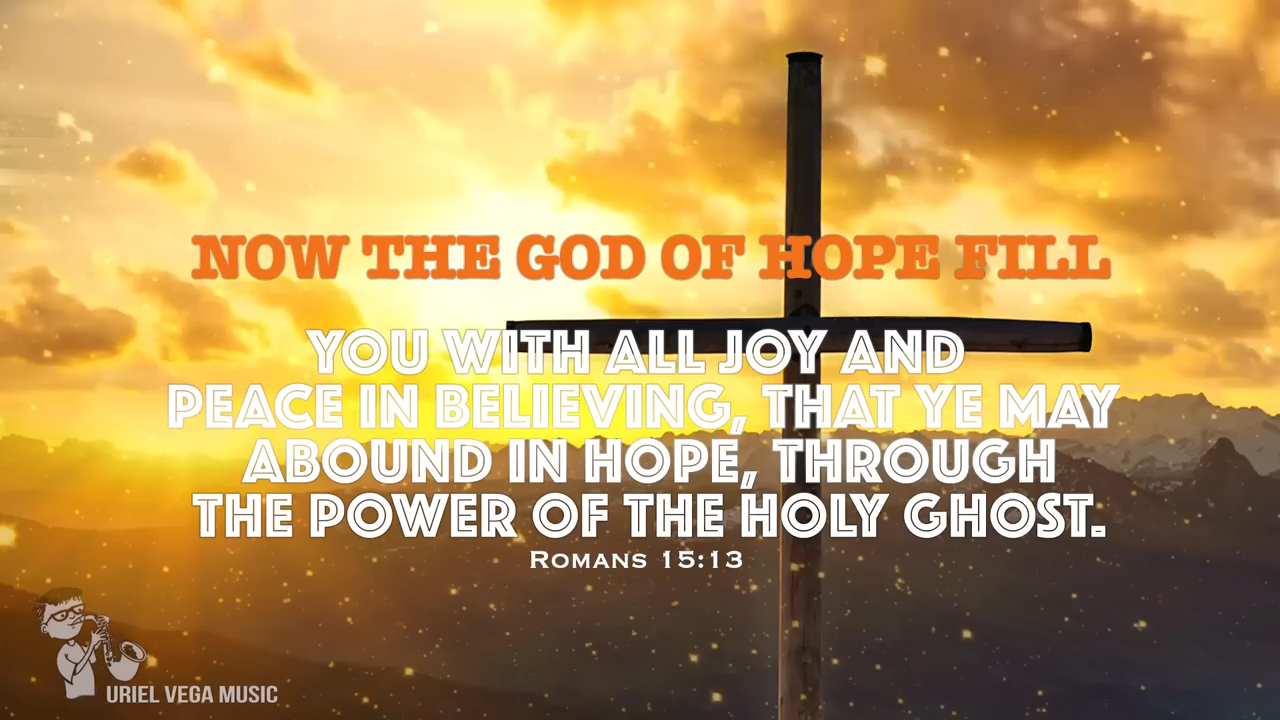 NOW THE GOD OF HOPE FILL
YOU WITH ALL JOY AND
PEACE IN BELIEVING, THAT YE MAY
ABOUND IN HOPE, THROUGH
THE POWER OF THE HOLY GHOST.
ROMANS 15:13
URIEL VEGA MUSIC